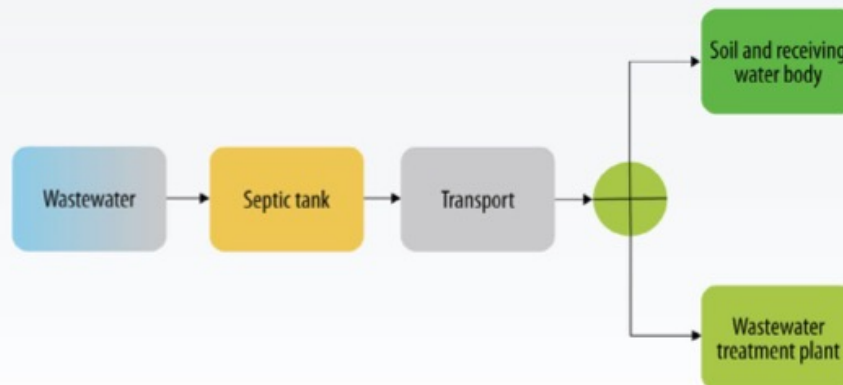 Soil and receiving
water body
Wastewater
Septic tank
Transport
Wastewater
treatment plant